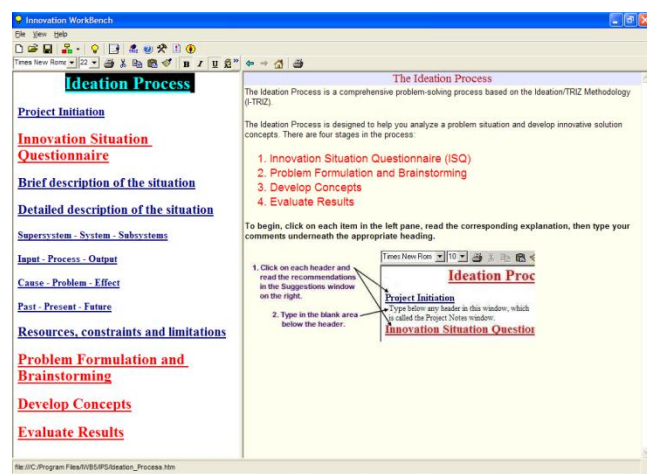 Innovation WorkBench
File View Help
Times New Roma 22 B I U
Ideation Process
Project Initiation
Innovation Situation
Questionnaire
Brief description of the situation
Detailed description of the situation
Supersystem - System - Subsystems
Input - Process - Output
Cause - Problem - Effect
Past - Present - Future
Resources, constraints and limitations
Problem Formulation and
Brainstorming
Develop Concepts
Evaluate Results
The Ideation Process
The Ideation Process is a comprehensive problem-solving process based on the Ideation/TRIZ Methodology
(I-TRIZ).
The Ideation Process is designed to help you analyze a problem situation and develop innovative solution
concepts. There are four stages in the process:
1. Innovation Situation Questionnaire (ISQ)
2. Problem Formulation and Brainstorming
3. Develop Concepts
4. Evaluate Results
To begin, click on each item in the left pane, read the corresponding explanation, then type your
comments underneath the appropriate heading.
1. Click on each header and
read the recommendations
in the Suggestions window
on the right.
2. Type in the blank area
below the header.
Times New Rom 10
Ideation Proc
Project Initiation
Type below any header in this window, which
is called the Project Notes window.
Innovation Situation Question
file:///C:/Program Files/IWB5/IPS/Ideation_Process.htm